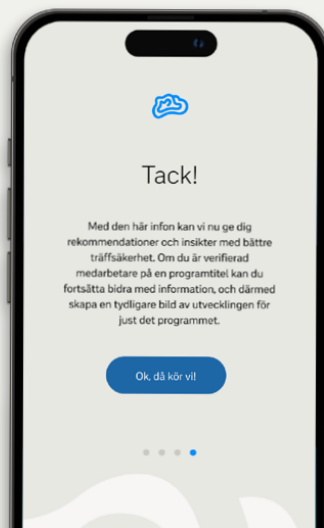 Tack!
Med den här infon kan vi nu ge dig
rekommendationer och insikter med bättre
träffsäkerhet. Om du är verifierad
medarbetare på en programtitel kan du
fortsätta bidra med information, och därmed
skapa en tydligare bild av utvecklingen för
just det programmet.
Ok, då kör vi!